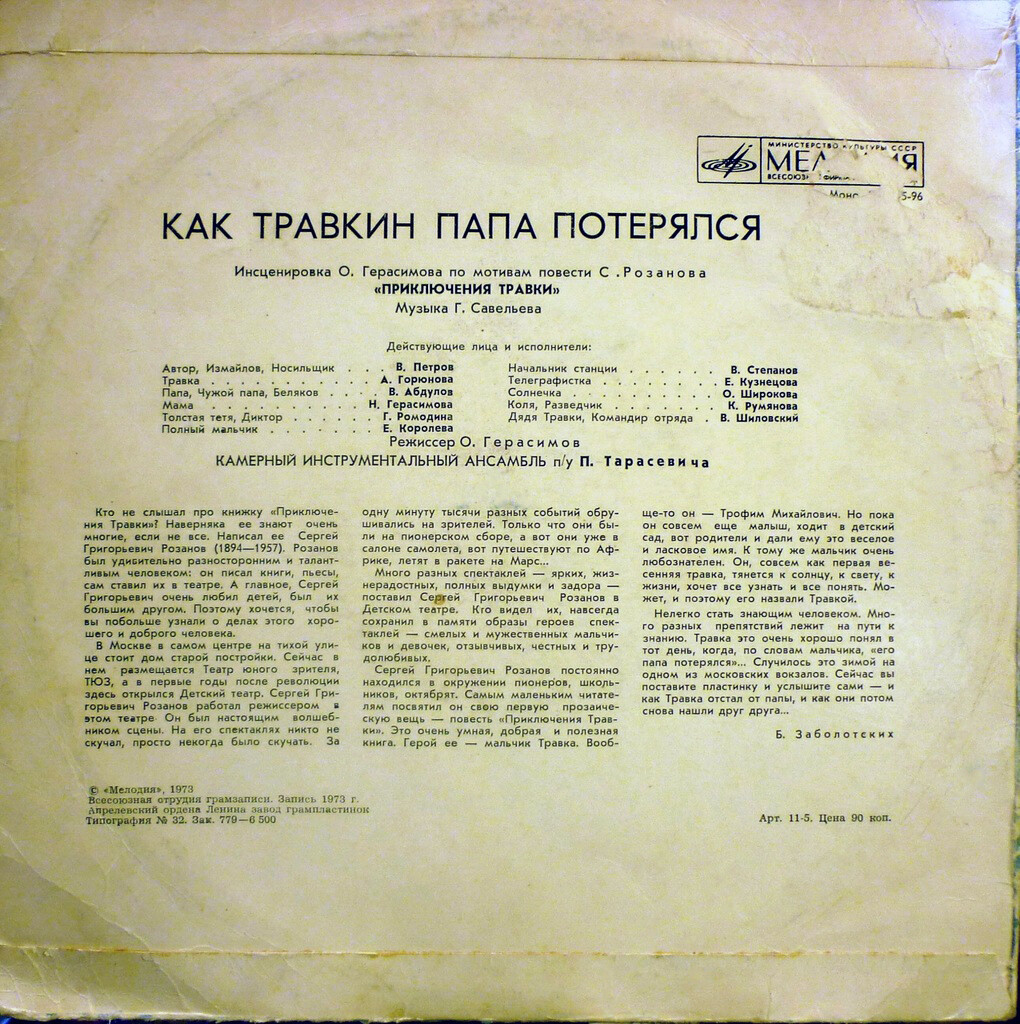 МИНИСТЕРСТВО КУЛЬТУРЫ СССР
КАК ТРАВКИН ПАПА ПОТЕРЯЛСЯ
Инсценировка О. Герасимова по мотивам повести С .Розанова
«ПРИКЛЮЧЕНИЯ ТРАВКИ»
Музыка Г. Савельева
Действующие лица и исполнители:
Автор, Измайлов, Носильщик . . . В. Петров
Травка . . . . . . . . . . . А. Горюнова
Папа, Чужой папа, Беляков . . . . В. Абдулов
Мама . . . . . . . . . . Н. Герасимова
Толстая тетя, Диктор . . . . . . Г. Ромодина
Полный мальчик . . . . . . . Е. Королева
Начальник станции . . . . . . В. Степанов
Телеграфистка . . . . . . . . Е. Кузнецова
Солнечка . . . . . . . . . . О. Широкова
Коля, Разведчик . . . . . . . К. Румянова
Дядя Травки, Командир отряда . В. Шиловский
Режиссер О. Герасимов
КАМЕРНЫЙ ИНСТРУМЕНТАЛЬНЫЙ АНСАМБЛЬ п/у П. Тарасевича
Кто не слышал про книжку «Приключе-
ния Травки»? Наверняка ее знают очень
многие, если не все. Написал ее Сергей
Григорьевич Розанов (1894—1957). Розанов
был удивительно разносторонним и талант-
ливым человеком: он писал книги, пьесы,
сам ставил их в театре. А главное, Сергей
Григорьевич очень любил детей, был их
большим другом. Поэтому хочется, чтобы
вы побольше узнали о делах этого хоро-
шего и доброго человека.
В Москве в самом центре на тихой ули-
це стоит дом старой постройки. Сейчас в
нем размещается Театр юного зрителя,
ТЮЗ, а в первые годы после революции
здесь открылся Детский театр. Сергей Гри-
горьевич Розанов работал режиссером в
этом театре Он был настоящим волшеб-
ником сцены. На его спектаклях никто не
скучал, просто некогда было скучать. За
одну минуту тысячи разных событий обру-
шивались на зрителей. Только что они бы-
ли на пионерском сборе, а вот они уже в
салоне самолета, вот путешествуют по Аф-
рике, летят в ракете на Марс...
Много разных спектаклей — ярких, жиз-
нерадостных, полных выдумки и задора —
поставил Сергей Григорьевич Розанов в
Детском театре. Кто видел их, навсегда
сохранил в памяти образы героев спек-
таклей — смелых и мужественных мальчи-
ков и девочек, отзывчивых, честных и тру-
долюбивых.
Сергей Григорьевич Розанов постоянно
находился в окружении пионеров, школь-
ников, октябрят. Самым маленьким читате-
лям посвятил он свою первую прозаиче-
скую вещь — повесть «Приключения Трав-
ки». Это очень умная, добрая и полезная
книга. Герой ее — мальчик Травка. Вооб-
ще-то он — Трофим Михайлович. Но пока
он совсем еще малыш, ходит в детский
сад, вот родители и дали ему это веселое
и ласковое имя. К тому же мальчик очень
любознателен. Он, совсем как первая ве-
сенняя травка, тянется к солнцу, к свету, к
жизни, хочет все узнать и все понять. Мо-
жет, и поэтому его назвали Травкой.
Нелегко стать знающим человеком. Мно-
го разных препятствий лежит на пути к
знанию. Травка это очень хорошо понял в
тот день, когда, по словам мальчика, «его
папа потерялся»... Случилось это зимой на
одном из московских вокзалов. Сейчас вы
поставите пластинку и услышите сами — и
как Травка отстал от папы, и как они потом
снова нашли друг друга...
Б. Заболотских
© «Мелодия», 1973
Всесоюзная студия грамзаписи. Запись 1973 г.
Апрелевский ордена Ленина завод грампластинок
Типография № 32. Зак. 779—6 500
Арт. 11-5. Цена 90 коп.